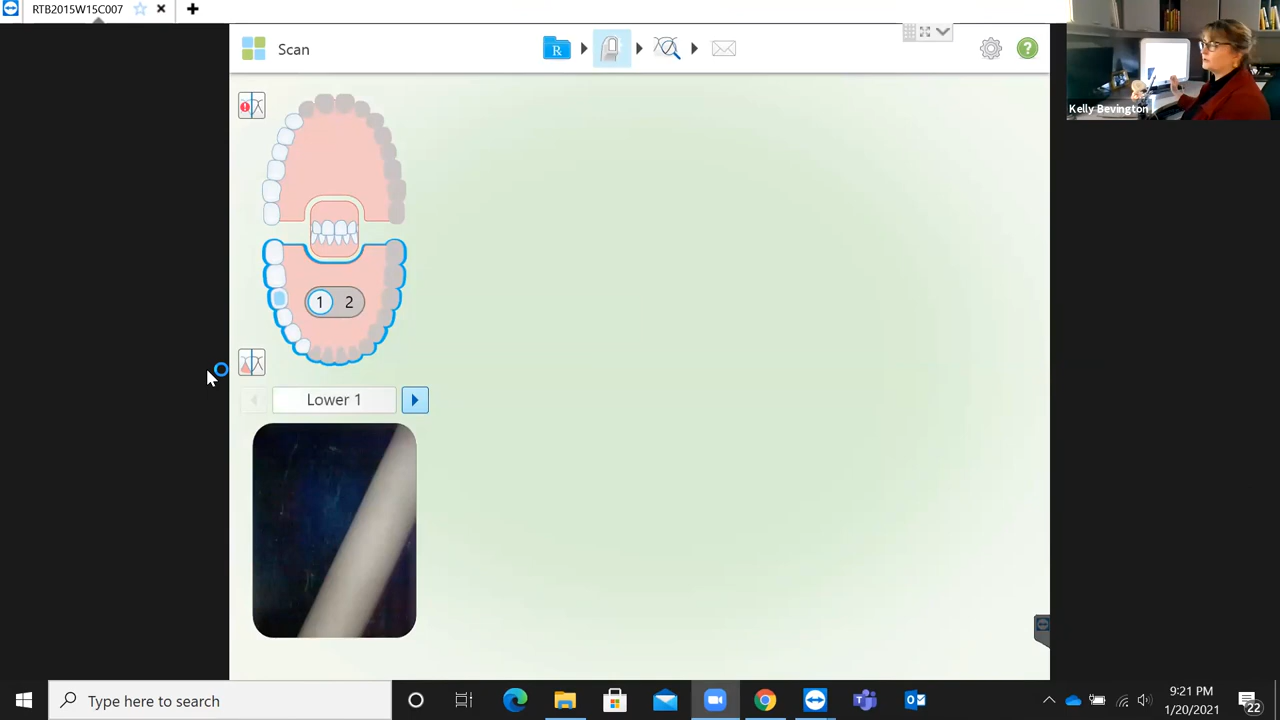 RTB2015W15C007
Scan
R
?
Kelly Bevington
1 2
Lower 1
Type here to search
9:21 PM
1/20/2021
22